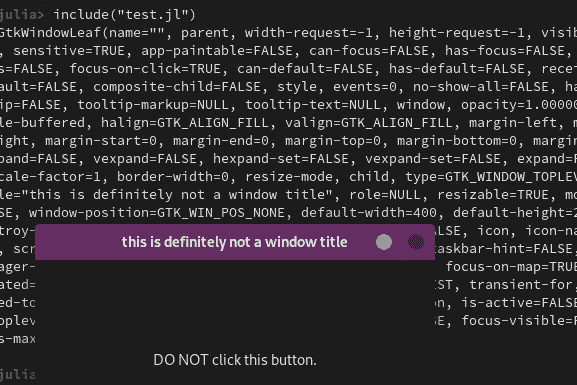 julia> include("test.jl")
GtkWindowLeaf(name="", parent, width-request=-1, height-request=-1, visib
, sensitive=TRUE, app-paintable=FALSE, can-focus=FALSE, has-focus=FALSE,
s=FALSE, focus-on-click=TRUE, can-default=FALSE, has-default=FALSE, rece
ault=FALSE, composite-child=FALSE, style, events=0, no-show-all=FALSE, ha
ip=FALSE, tooltip-markup=NULL, tooltip-text=NULL, window, opacity=1.00000
le-buffered, halign=GTK_ALIGN_FILL, valign=GTK_ALIGN_FILL, margin-left, m
ight, margin-start=0, margin-end=0, margin-top=0, margin-bottom=0, margin
pand=FALSE, vexpand=FALSE, hexpand-set=FALSE, vexpand-set=FALSE, expand=F
cale-factor=1, border-width=0, resize-mode, child, type=GTK_WINDOW_TOPLEV
le="this is definitely not a window title", role=NULL, resizable=TRUE, mo
SE, window-position=GTK_WIN_POS_NONE, default-width=400, default-height=2
troy- ALSE, icon, icon-na
this is definitely not a window title
, scr taskbar-hint=FALSE,
ager- focus-on-map=TRUE
ated= IST, transient-for,
ed-to on, is-active=FALSE
oplev SE, focus-visible=F
s-max
DO NOT click this button.
julia